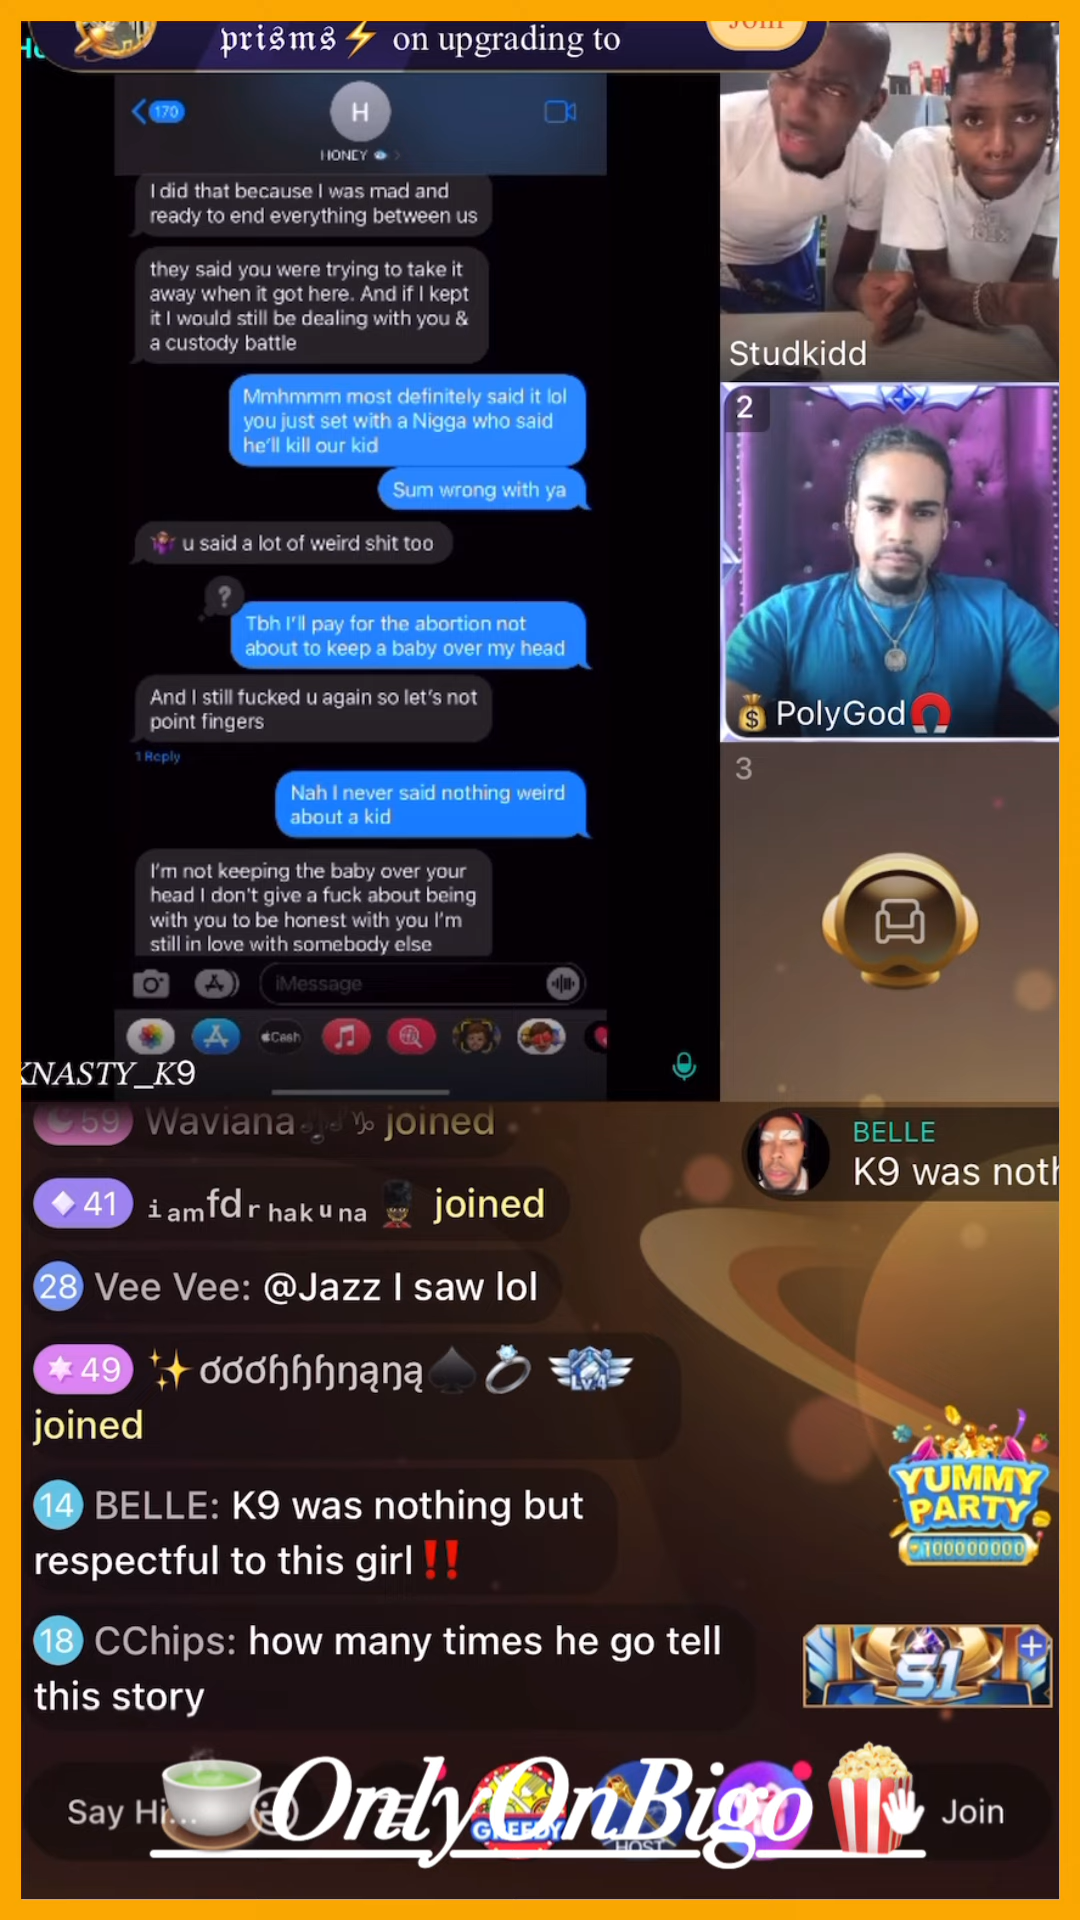 prisms⚡ on upgrading to
Join
170
H
HONEY 👁️ >
I did that because I was mad and
ready to end everything between us
they said you were trying to take it
away when it got here. And if I kept
it I would still be dealing with you &
a custody battle
Mmhmmm most definitely said it lol
you just set with a Nigga who said
he'll kill our kid
Sum wrong with ya
🤷🏾‍♀️ u said a lot of weird shit too
?
Tbh I'll pay for the abortion not
about to keep a baby over my head
And I still fucked u again so let's not
point fingers
1 Reply
Nah I never said nothing weird
about a kid
I'm not keeping the baby over your
head I don't give a fuck about being
with you to be honest with you I'm
still in love with somebody else
iMessage
Cash
KNASTY_K9
Studkidd
2
💰 PolyGod🧲
3
59 Waviana🎶♑ joined
BELLE
K9 was noth
41 i am fd r hak u na 💂🏿 joined
28 Vee Vee: @Jazz I saw lol
49 ✨ơơơɧɧɧŋąŋą♠️💍 Lv.4
joined
14 BELLE: K9 was nothing but
respectful to this girl‼️
YUMMY
PARTY
100000000
18 CChips: how many times he go tell
this story
S1
Say Hi...
🍵OnlyOnBigo🍿
GREEDY
HOST
Join